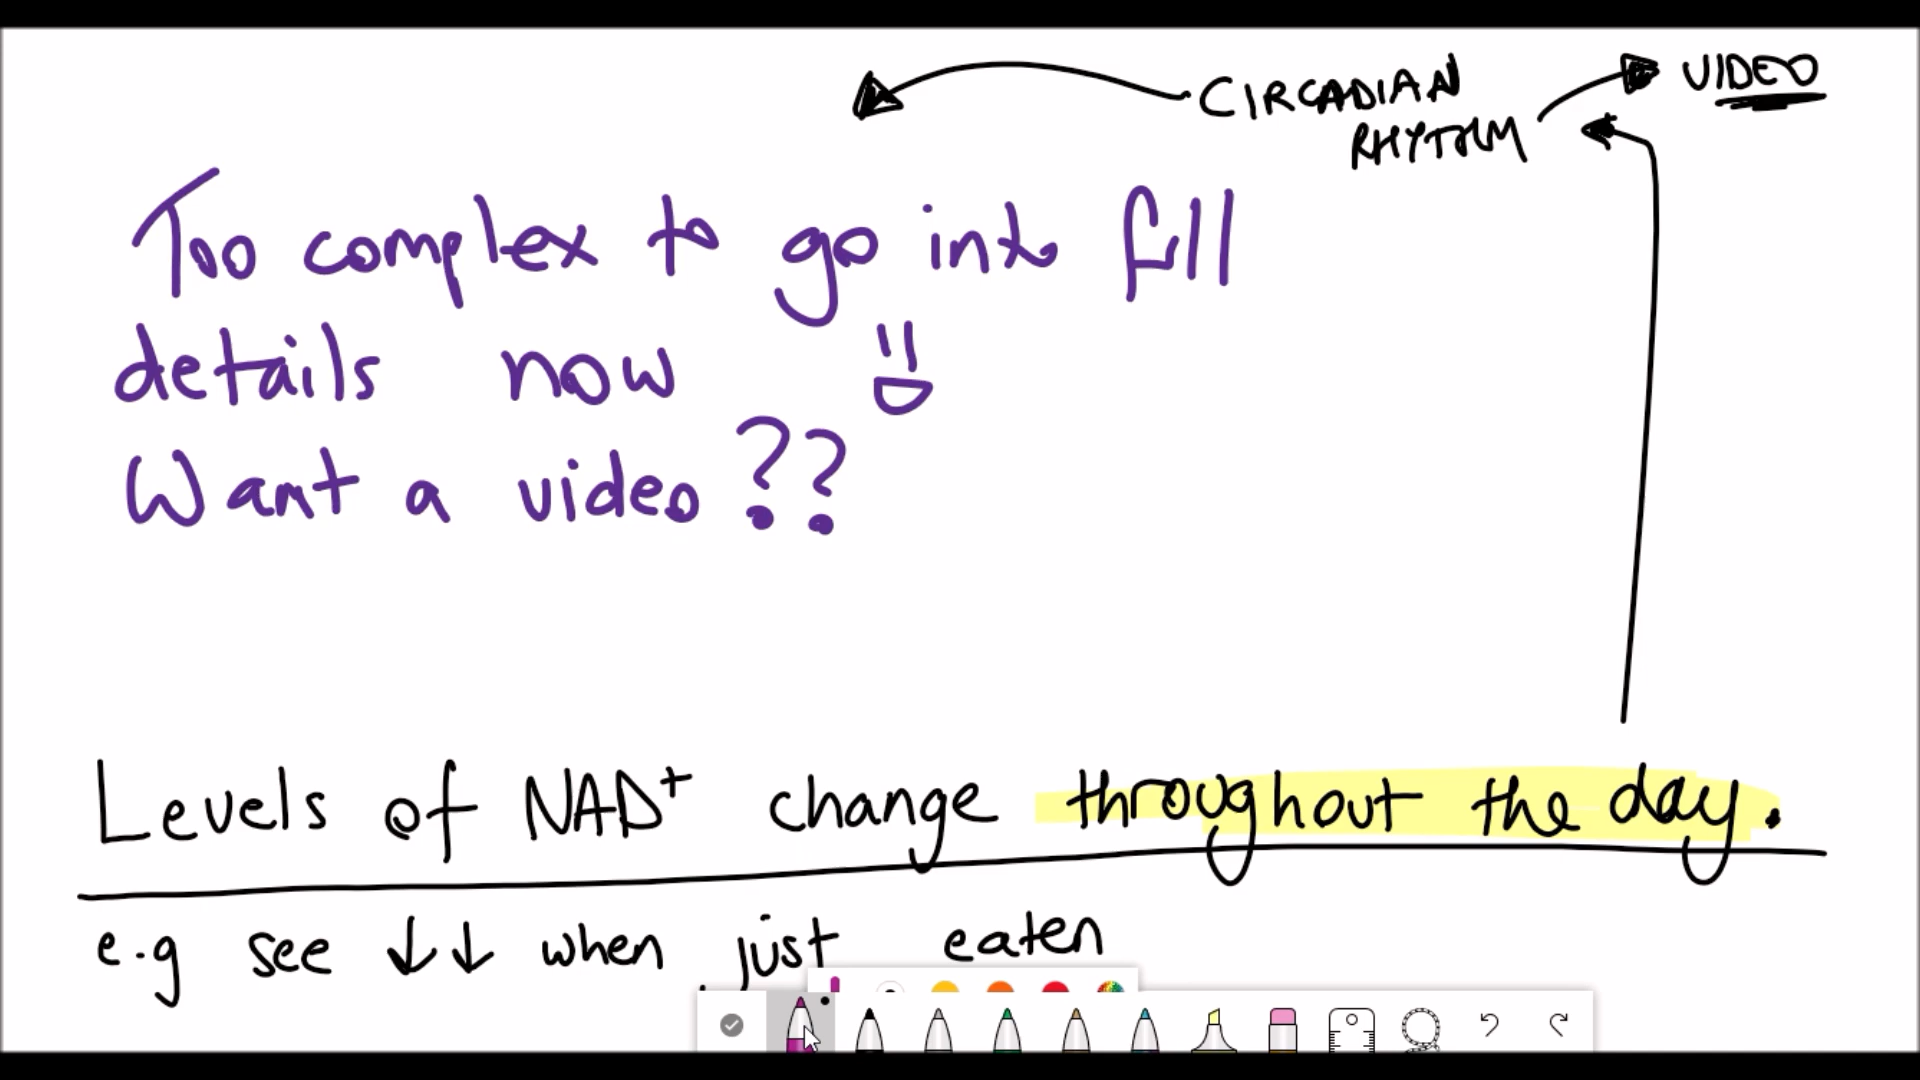 CIRCADIAN RHYTHM
VIDEO
Too complex to go into full
details now
Want a video??
Levels of NAD+ change throughout the day.
e.g see ↓↓ when just eaten